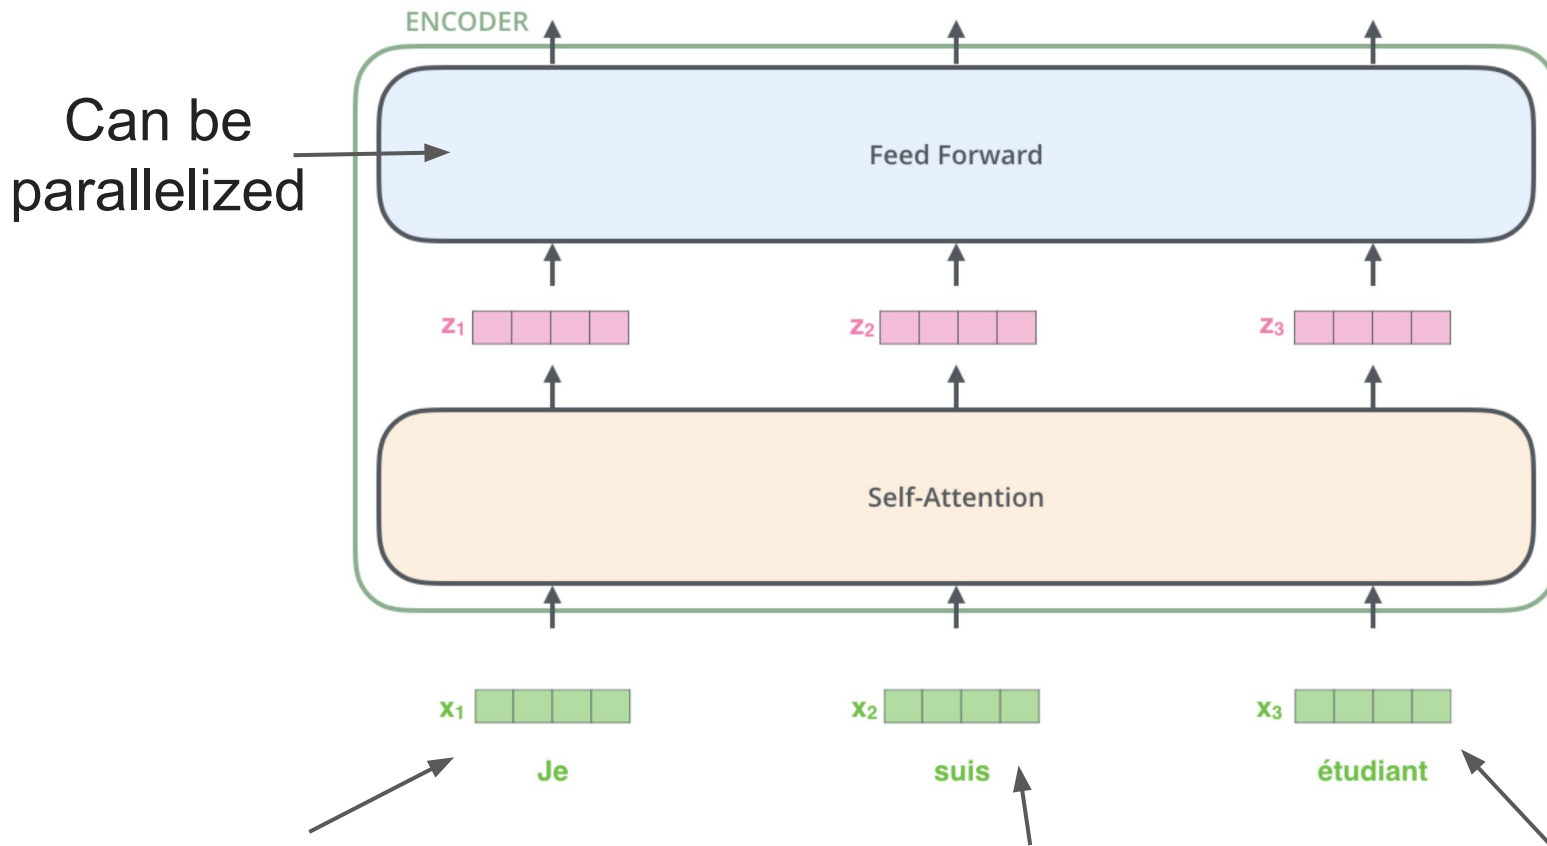 ENCODER
Can be
parallelized
Feed Forward
z1
z2
z3
Self-Attention
x1
x2
x3
Je
suis
étudiant